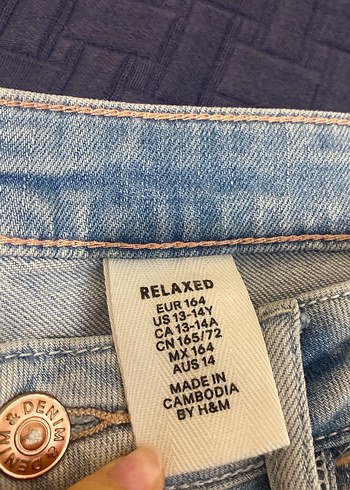 RELAXED
EUR 164
US 13-14Y
CA 13-14A
CN 165/72
MX 164
AUS 14
MADE IN
CAMBODIA
BY H&M
& DENIM
& DENIM